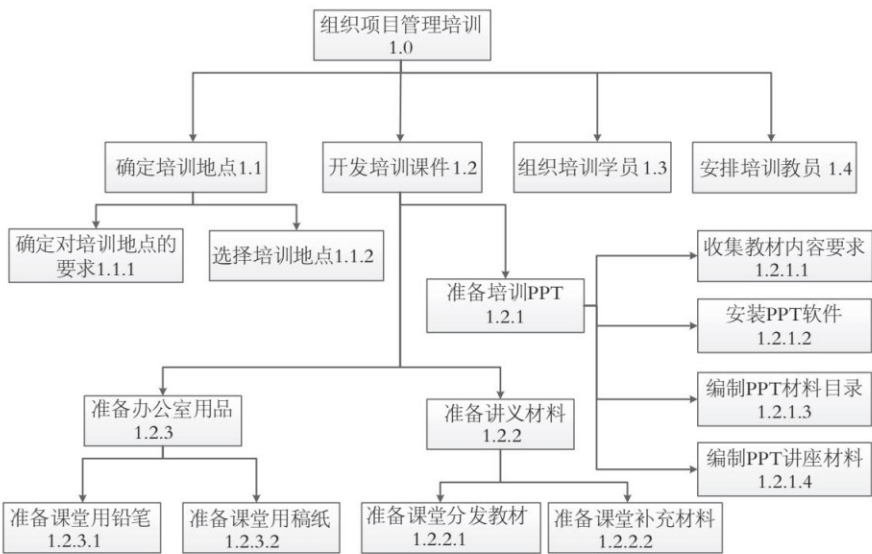 组织项目管理培训
1.0
确定培训地点1.1
开发培训课件1.2
组织培训学员1.3
安排培训教员 1.4
确定对培训地点的
要求1.1.1
选择培训地点1.1.2
准备培训PPT
1.2.1
收集教材内容要求
1.2.1.1
安装PPT软件
1.2.1.2
编制PPT材料目录
1.2.1.3
编制PPT讲座材料
1.2.1.4
准备办公室用品
1.2.3
准备讲义材料
1.2.2
准备课堂用铅笔
1.2.3.1
准备课堂用稿纸
1.2.3.2
准备课堂分发教材
1.2.2.1
准备课堂补充材料
1.2.2.2